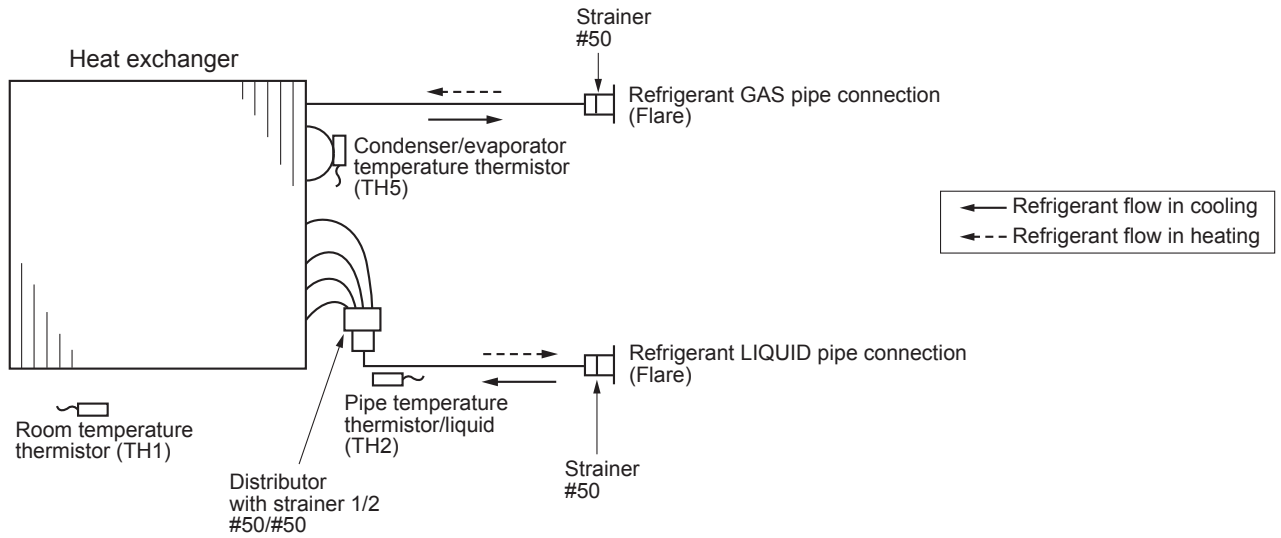 Strainer
#50
Heat exchanger
Refrigerant GAS pipe connection
(Flare)
Condenser/evaporator
temperature thermistor
(TH5)
Refrigerant flow in cooling
Refrigerant flow in heating
Refrigerant LIQUID pipe connection
(Flare)
Pipe temperature
thermistor/liquid
(TH2)
Room temperature
thermistor (TH1)
Strainer
#50
Distributor
with strainer 1/2
#50/#50